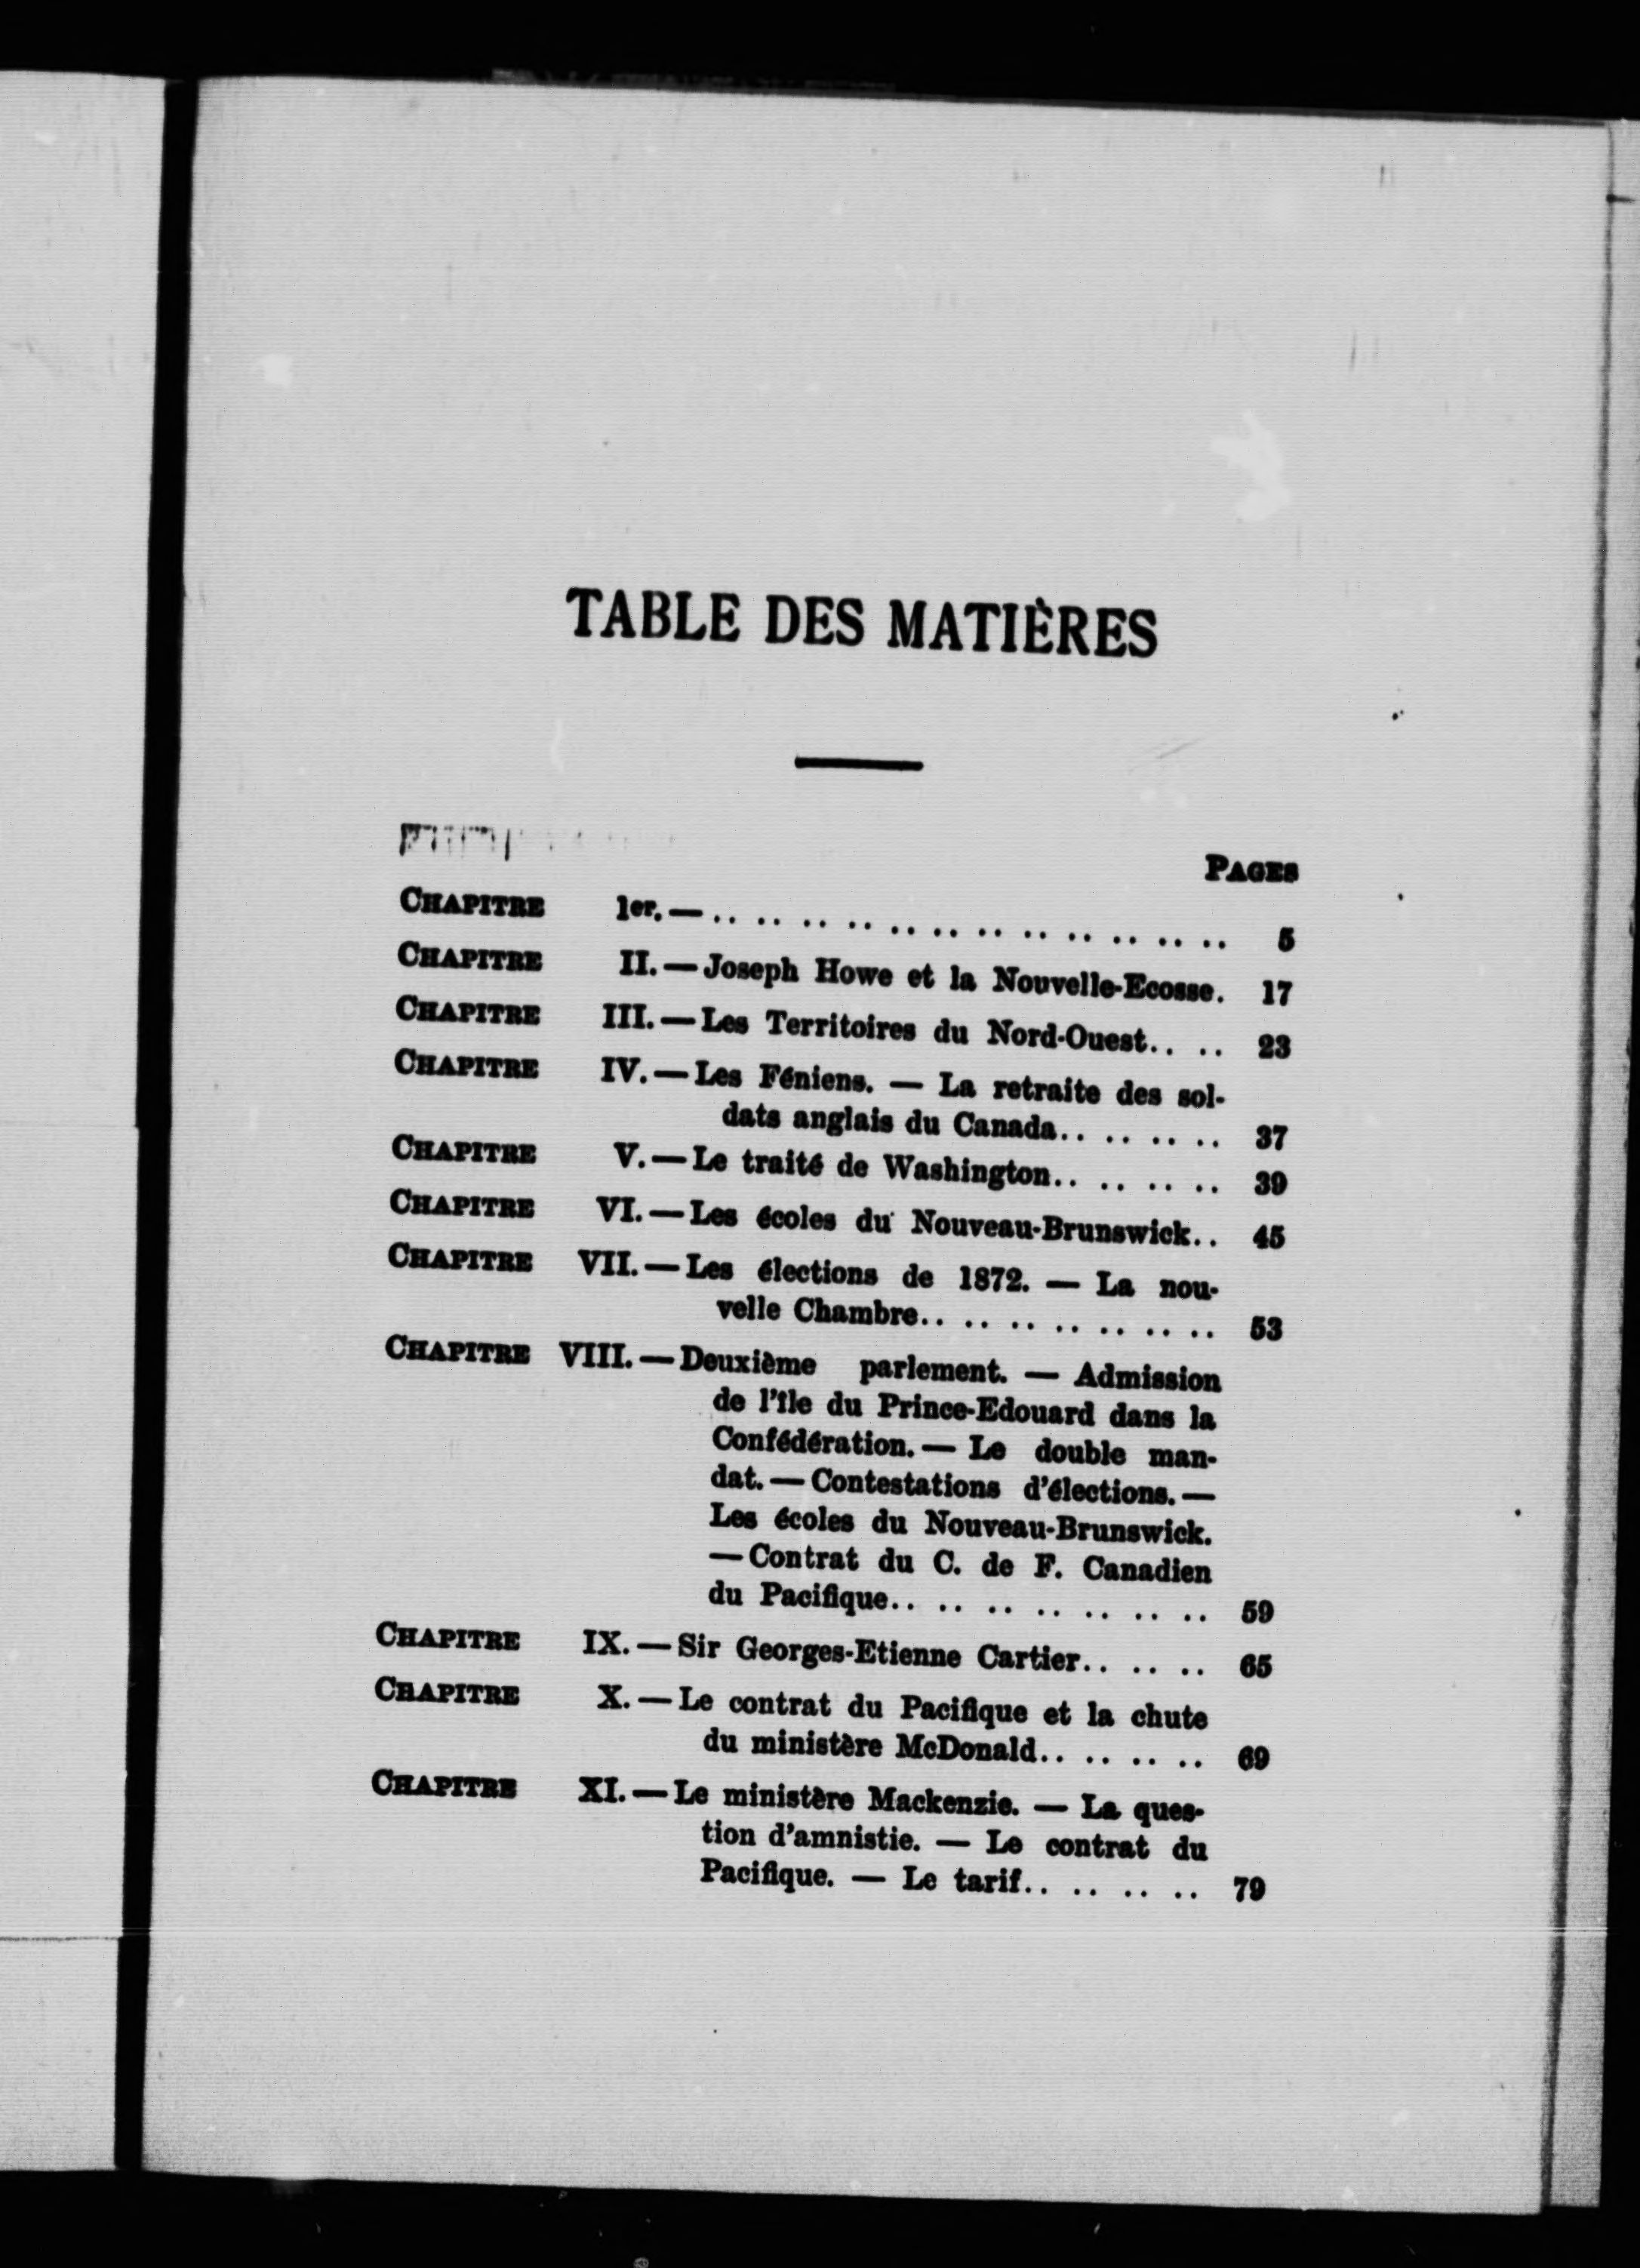 TABLE DES MATIÈRES
PAGES
CHAPITRE 1er. — .. .. .. .. .. .. .. .. .. .. .. .. 5
CHAPITRE II. — Joseph Howe et la Nouvelle-Ecosse. 17
CHAPITRE III. — Les Territoires du Nord-Ouest.. .. 23
CHAPITRE IV. — Les Féniens. — La retraite des sol-
dats anglais du Canada.. .. .. .. 37
CHAPITRE V. — Le traité de Washington.. .. .. .. 39
CHAPITRE VI. — Les écoles du Nouveau-Brunswick.. 45
CHAPITRE VII. — Les élections de 1872. — La nou-
velle Chambre.. .. .. .. .. .. .. 53
CHAPITRE VIII. — Deuxième parlement. — Admission
de l'île du Prince-Edouard dans la
Confédération. — Le double man-
dat. — Contestations d'élections. —
Les écoles du Nouveau-Brunswick.
— Contrat du C. de F. Canadien
du Pacifique.. .. .. .. .. .. .. 59
CHAPITRE IX. — Sir Georges-Etienne Cartier.. .. .. 65
CHAPITRE X. — Le contrat du Pacifique et la chute
du ministère McDonald.. .. .. .. 69
CHAPITRE XI. — Le ministère Mackenzie. — La ques-
tion d'amnistie. — Le contrat du
Pacifique. — Le tarif.. .. .. .. 79